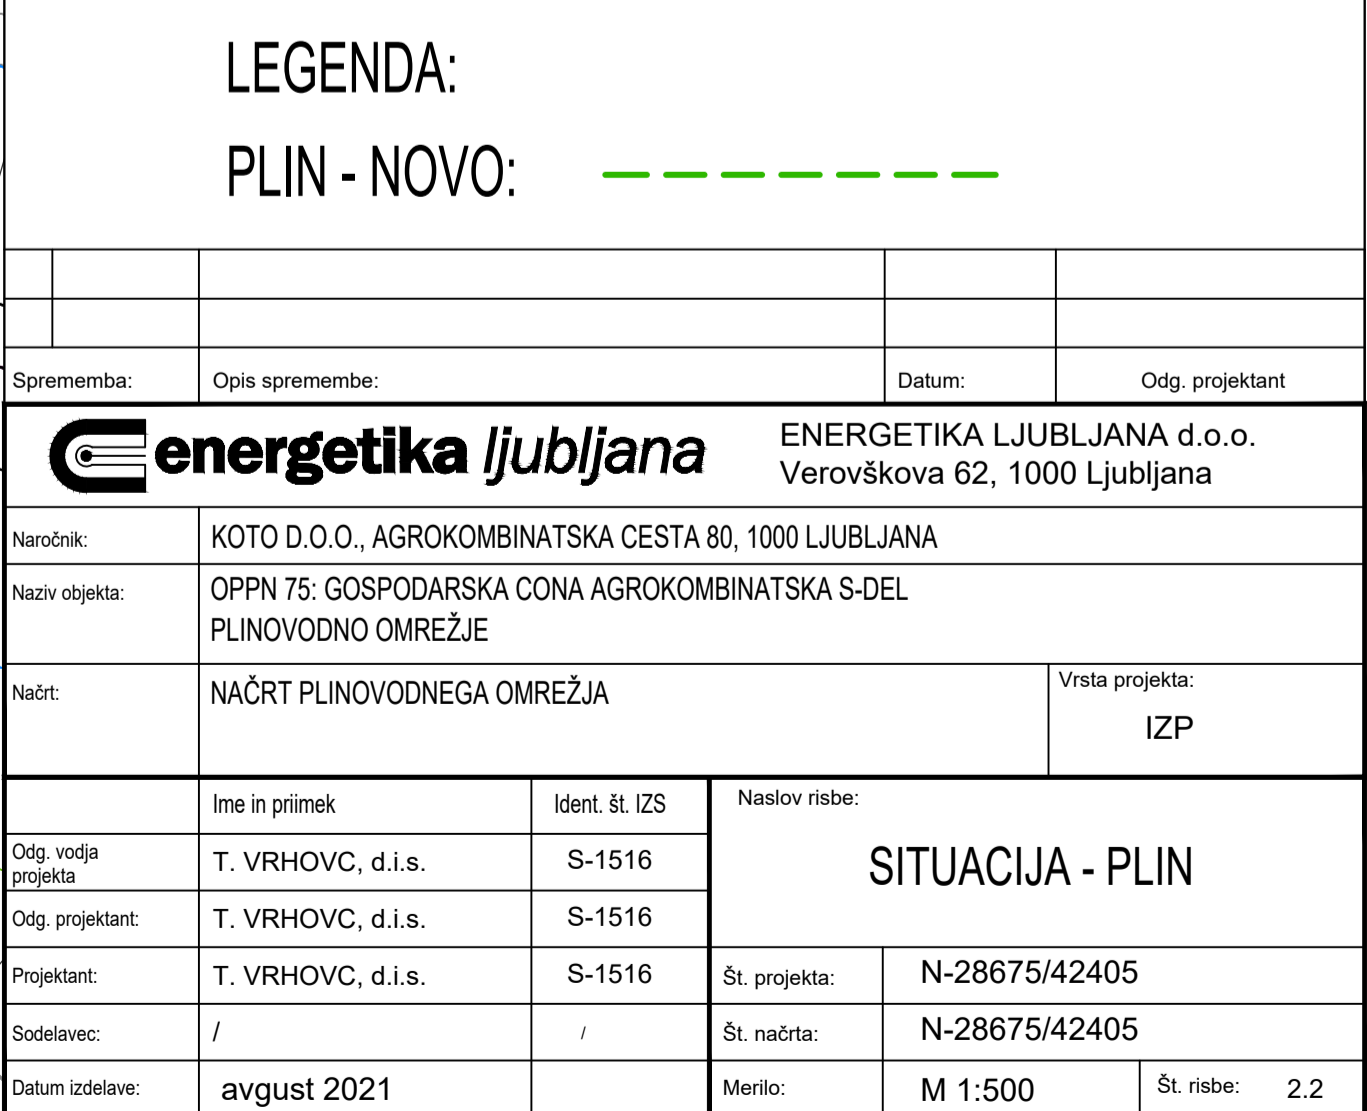 LEGENDA:
PLIN - NOVO:
Sprememba: Opis spremembe: Datum: Odg. projektant
energetika ljubljana
ENERGETIKA LJUBLJANA d.o.o.
Verovškova 62, 1000 Ljubljana
Naročnik: KOTO D.O.O., AGROKOMBINATSKA CESTA 80, 1000 LJUBLJANA
Naziv objekta: OPPN 75: GOSPODARSKA CONA AGROKOMBINATSKA S-DEL
PLINOVODNO OMREŽJE
Načrt: NAČRT PLINOVODNEGA OMREŽJA
Vrsta projekta:
IZP
Ime in priimek Ident. št. IZS
Odg. vodja
projekta
T. VRHOVC, d.i.s. S-1516
Odg. projektant: T. VRHOVC, d.i.s. S-1516
Projektant: T. VRHOVC, d.i.s. S-1516
Sodelavec: / /
Datum izdelave: avgust 2021
Naslov risbe:
SITUACIJA - PLIN
Št. projekta: N-28675/42405
Št. načrta: N-28675/42405
Merilo: M 1:500 Št. risbe: 2.2